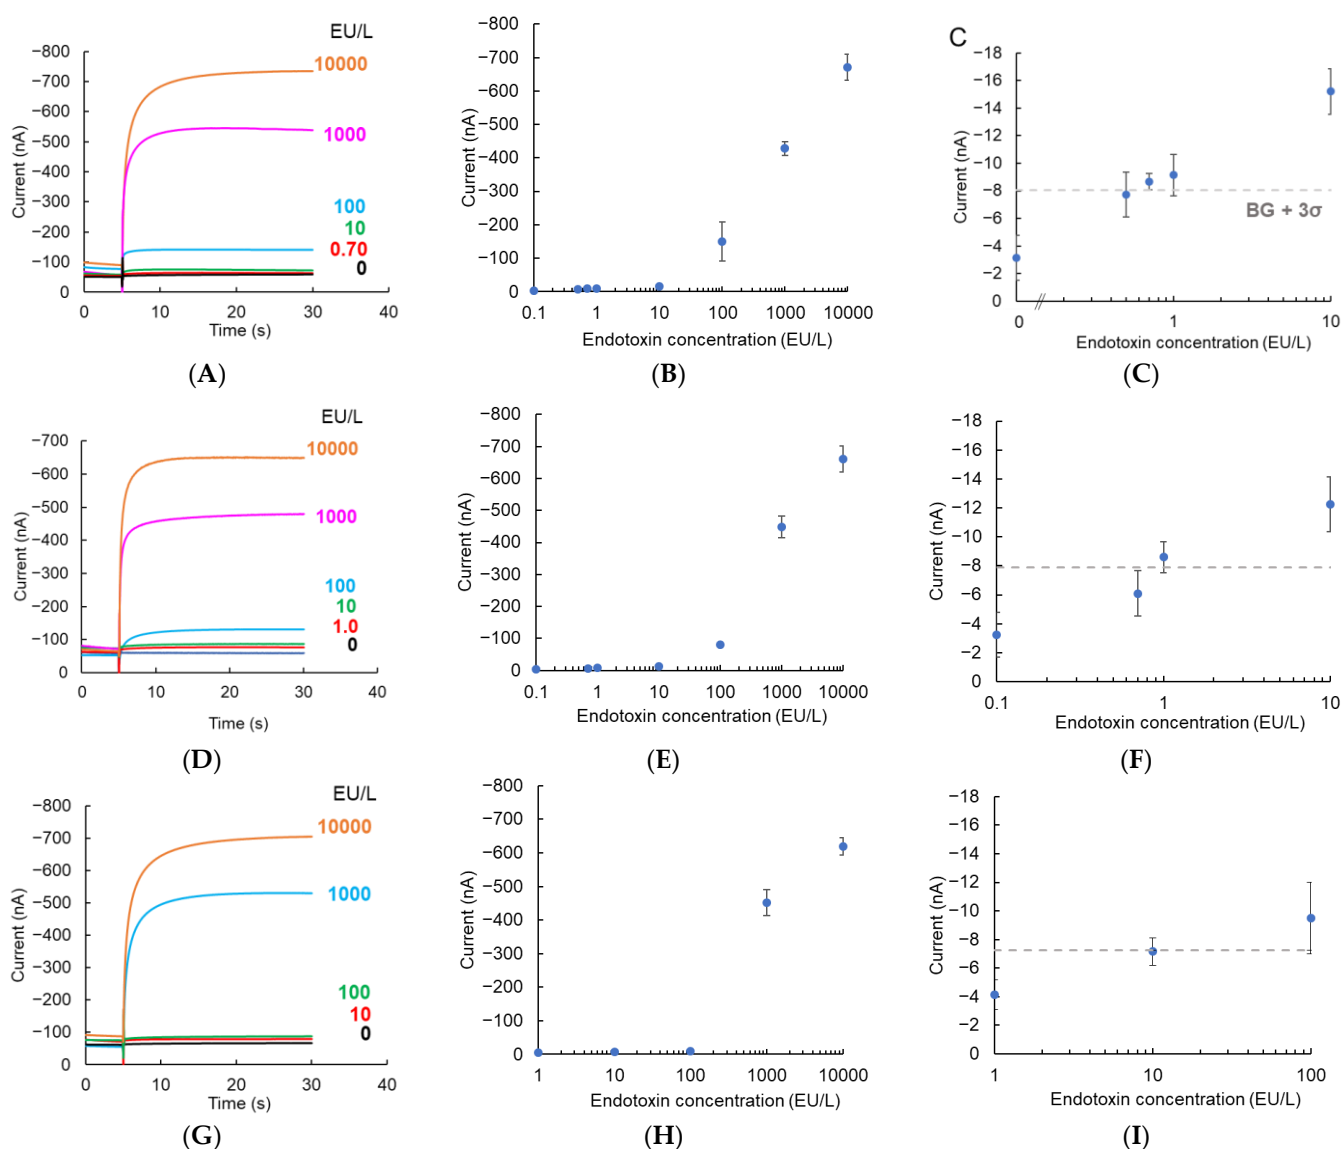 EU/L
−800
−700
−600
−500
−400
−300
−200
−100
0
Current (nA)
10000
1000
100
10
0.70
0
0 10 20 30 40
Time (s)
(A)
−800
−700
−600
−500
−400
−300
−200
−100
0
Current (nA)
0.1 1 10 100 1000 10000
Endotoxin concentration (EU/L)
(B)
C
−18
−16
−14
−12
−10
−8
−6
−4
−2
0
Current (nA)
BG + 3σ
0 // 1 10
Endotoxin concentration (EU/L)
(C)
EU/L
−700
−600
−500
−400
−300
−200
−100
0
Current (nA)
10000
1000
100
10
1.0
0
0 10 20 30 40
Time (s)
(D)
−800
−700
−600
−500
−400
−300
−200
−100
0
Current (nA)
0.1 1 10 100 1000 10000
Endotoxin concentration (EU/L)
(E)
−18
−16
−14
−12
−10
−8
−6
−4
−2
0
Current (nA)
0.1 1 10
Endotoxin concentration (EU/L)
(F)
EU/L
−800
−700
−600
−500
−400
−300
−200
−100
0
Current (nA)
10000
1000
100
10
0
0 10 20 30 40
Time (s)
(G)
−800
−700
−600
−500
−400
−300
−200
−100
0
Current (nA)
1 10 100 1000 10000
Endotoxin concentration (EU/L)
(H)
−18
−16
−14
−12
−10
−8
−6
−4
−2
0
Current (nA)
1 10 100
Endotoxin concentration (EU/L)
(I)